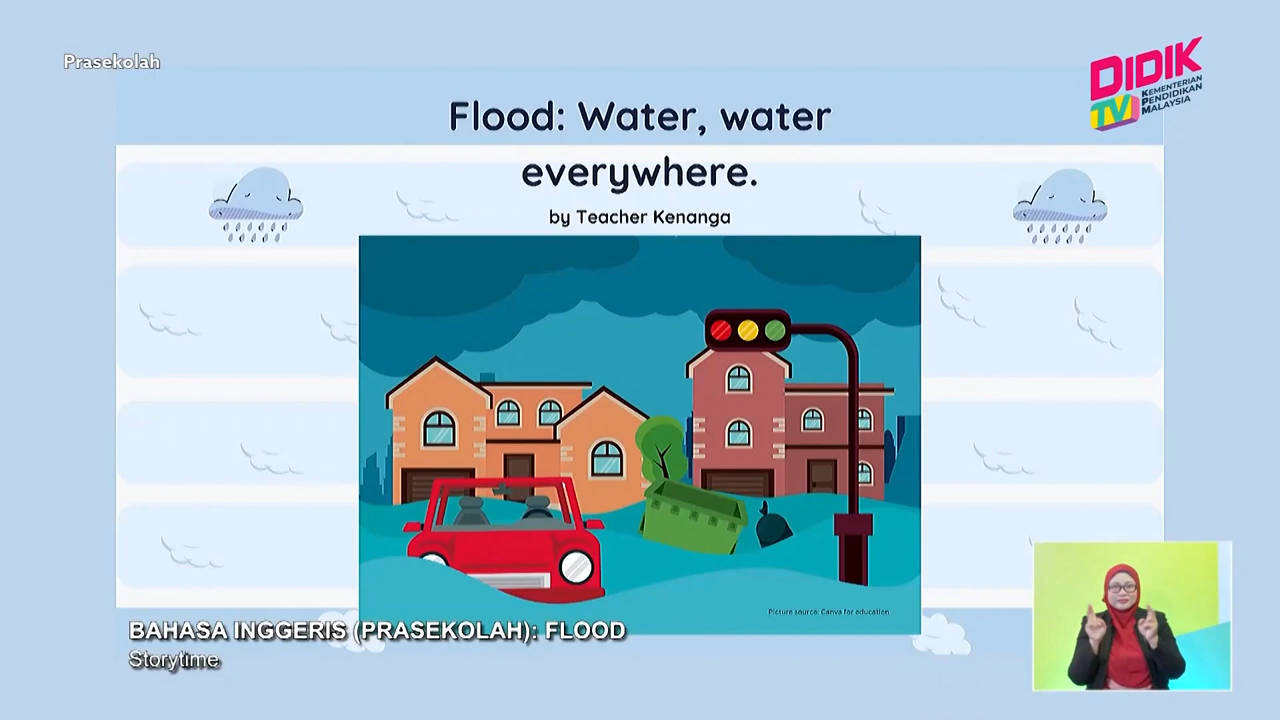 Prasekolah
DIDIK
TV
KEMENTERIAN
PENDIDIKAN
MALAYSIA
Flood: Water, water
everywhere.
by Teacher Kenanga
Picture source: Canva for education
BAHASA INGGERIS (PRASEKOLAH): FLOOD
Storytime